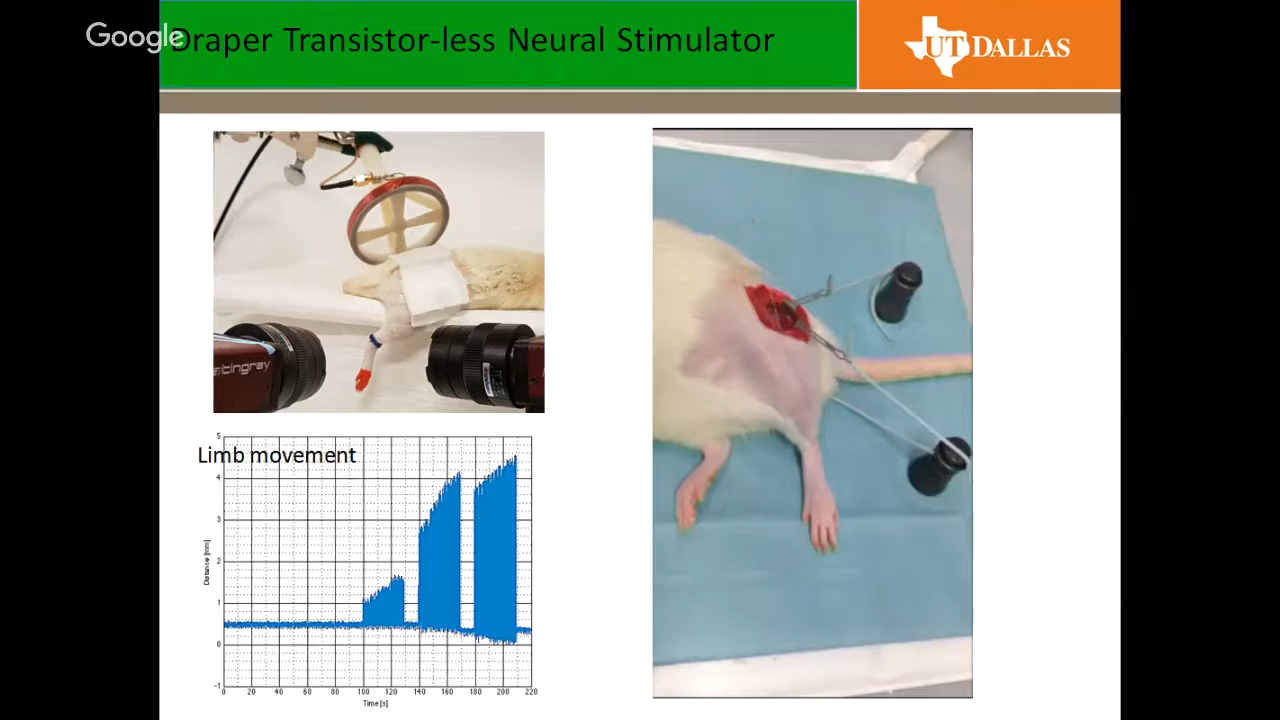 Google
Draper Transistor-less Neural Stimulator
UT DALLAS
stingray
Limb movement
5
4
3
2
1
0
-1
Distance [mm]
0 20 40 60 80 100 120 140 160 180 200 220
Time [s]